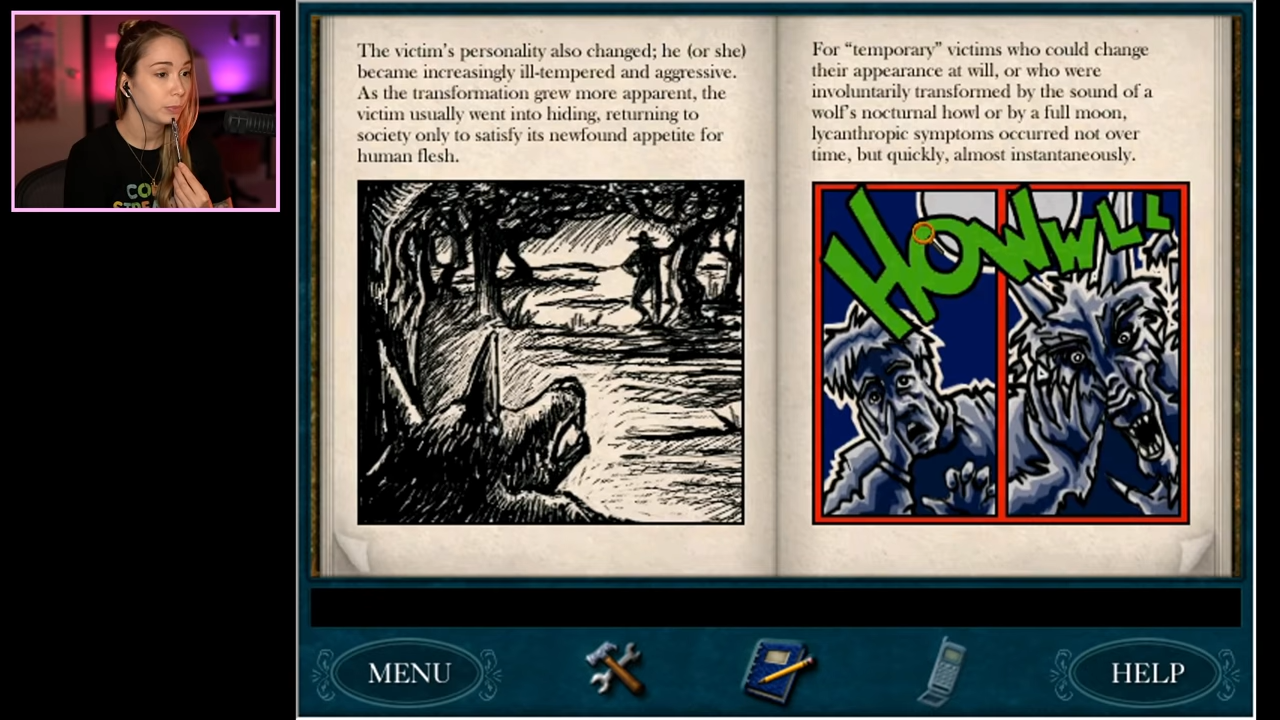 The victim's personality also changed; he (or she)
became increasingly ill-tempered and aggressive.
As the transformation grew more apparent, the
victim usually went into hiding, returning to
society only to satisfy its newfound appetite for
human flesh.
For “temporary” victims who could change
their appearance at will, or who were
involuntarily transformed by the sound of a
wolf's nocturnal howl or by a full moon,
lycanthropic symptoms occurred not over
time, but quickly, almost instantaneously.
HOWWLL
MENU
HELP